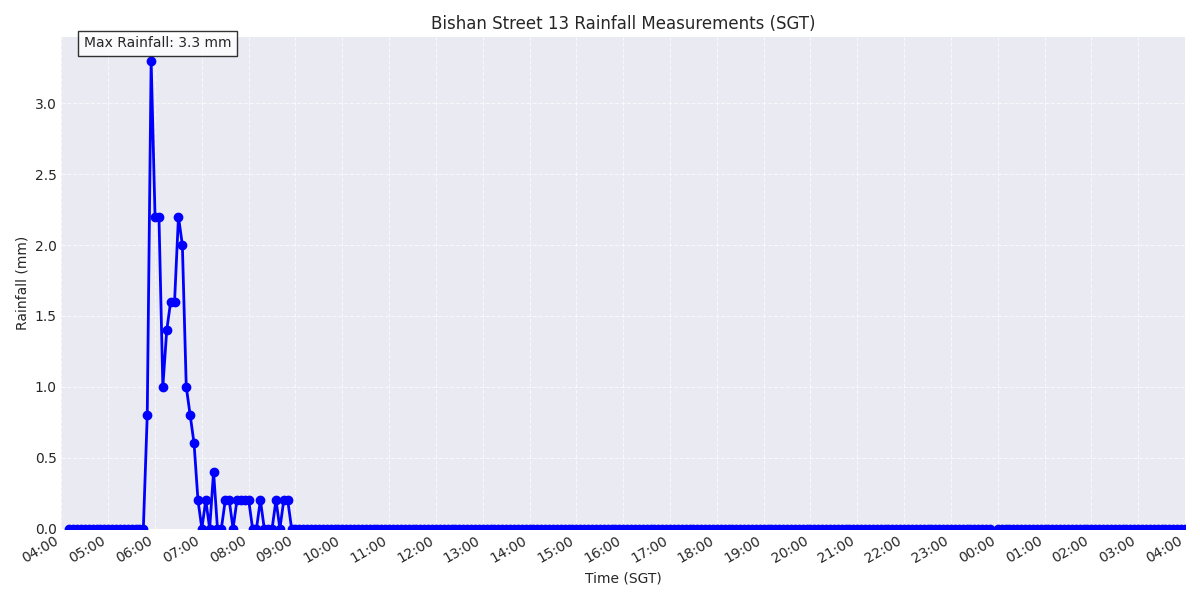 Bishan Street 13 Rainfall Measurements (SGT)
Max Rainfall: 3.3 mm
Rainfall (mm)
3.0
2.5
2.0
1.5
1.0
0.5
0.0
04:00 05:00 06:00 07:00 08:00 09:00 10:00 11:00 12:00 13:00 14:00 15:00 16:00 17:00 18:00 19:00 20:00 21:00 22:00 23:00 00:00 01:00 02:00 03:00 04:00
Time (SGT)